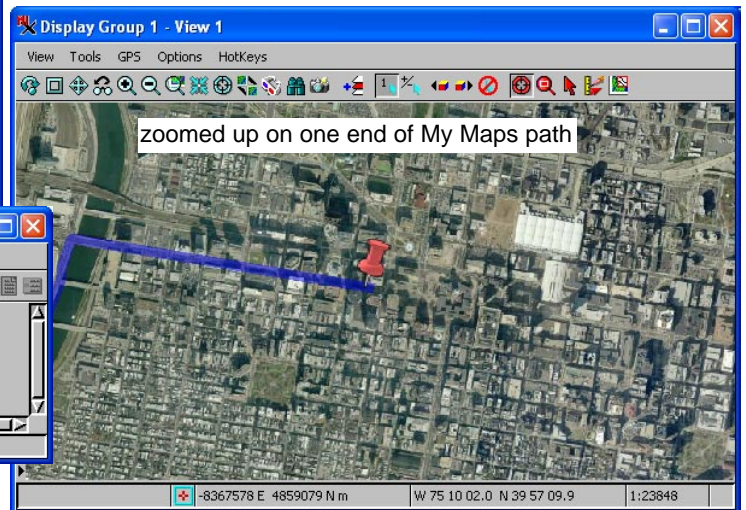 Display Group 1 - View 1
View Tools GPS Options HotKeys
zoomed up on one end of My Maps path
-8367578 E 4859079 N m W 75 10 02.0 N 39 57 09.9 1:23848